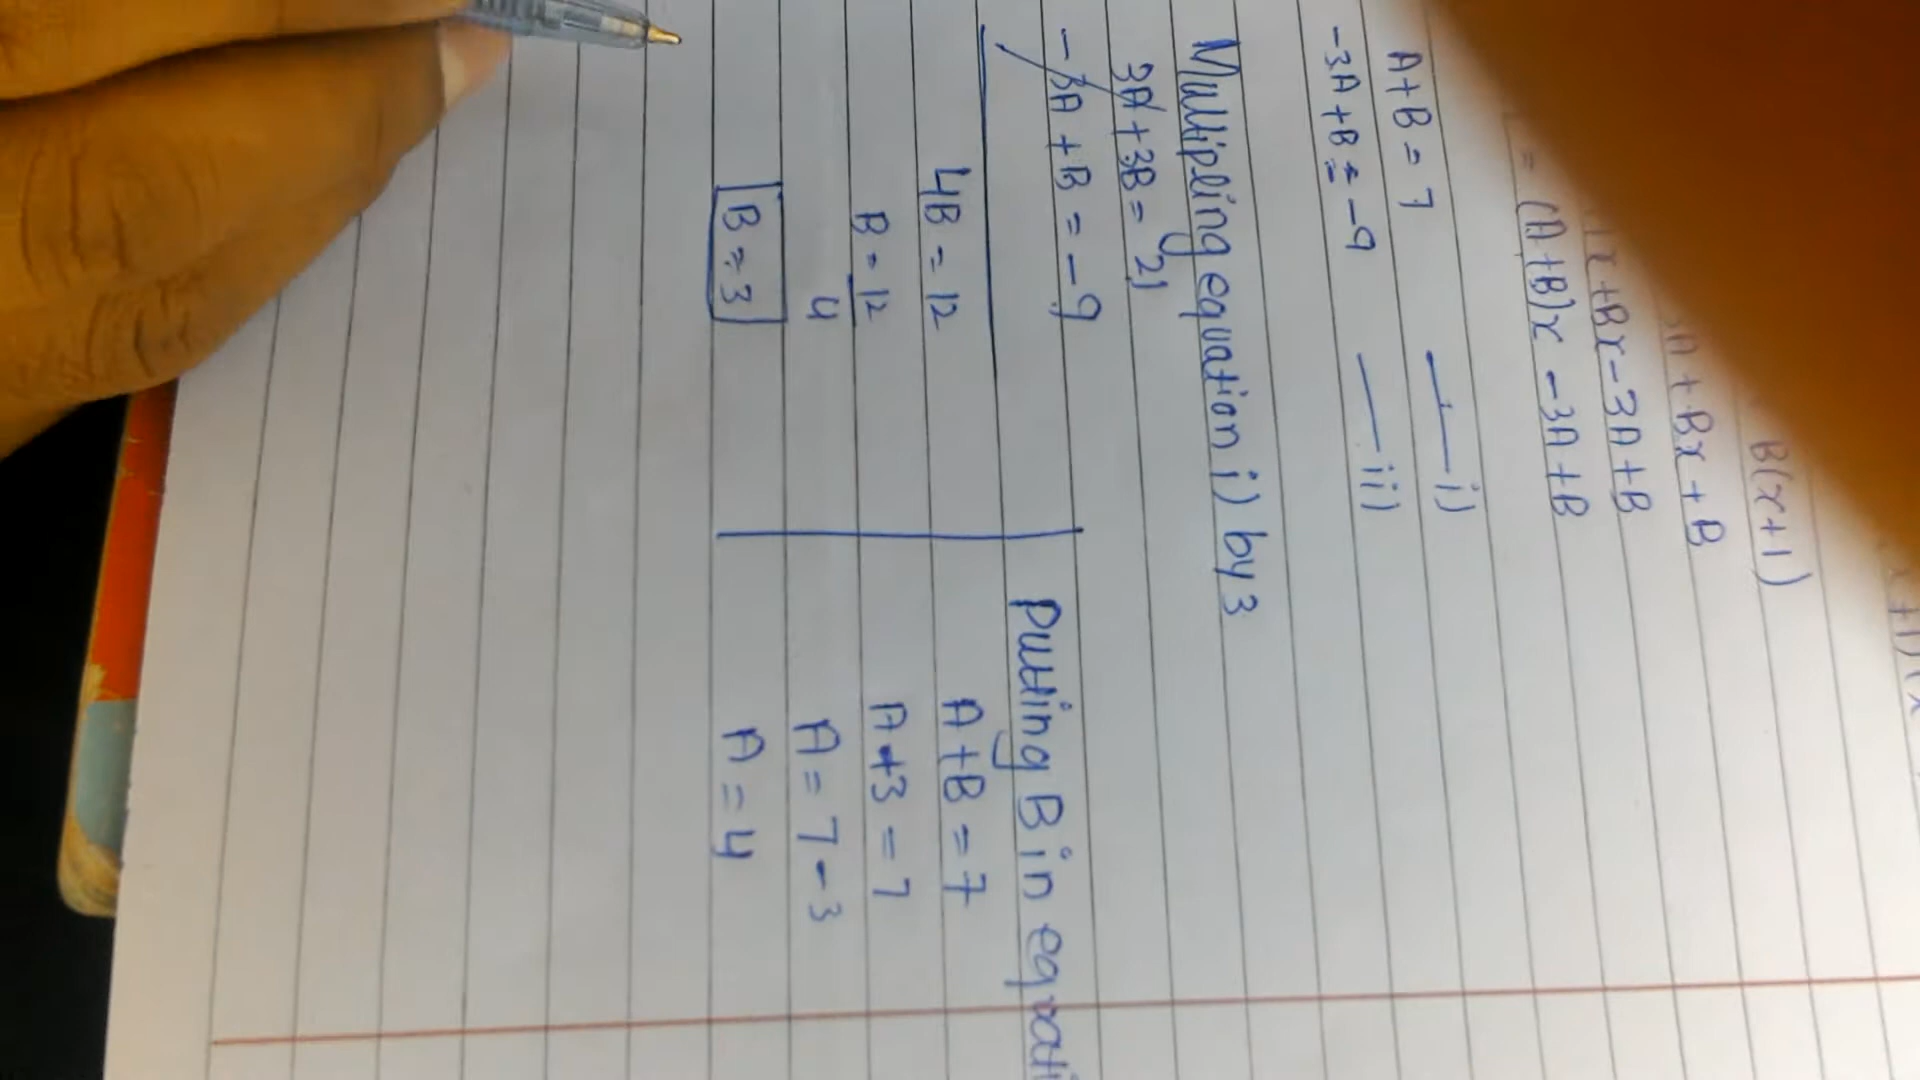 B(x+1)
A + Bx + B
x + Bx - 3A + B
= (A + B)x - 3A + B
A + B = 7 —— i)
-3A + B = -9 —— ii)
Multipling equation i) by 3
3A + 3B = 21
-3A + B = -9
4B = 12
B = 12
4
B = 3
Putting B in equati
A + B = 7
A + 3 = 7
A = 7 - 3
A = 4